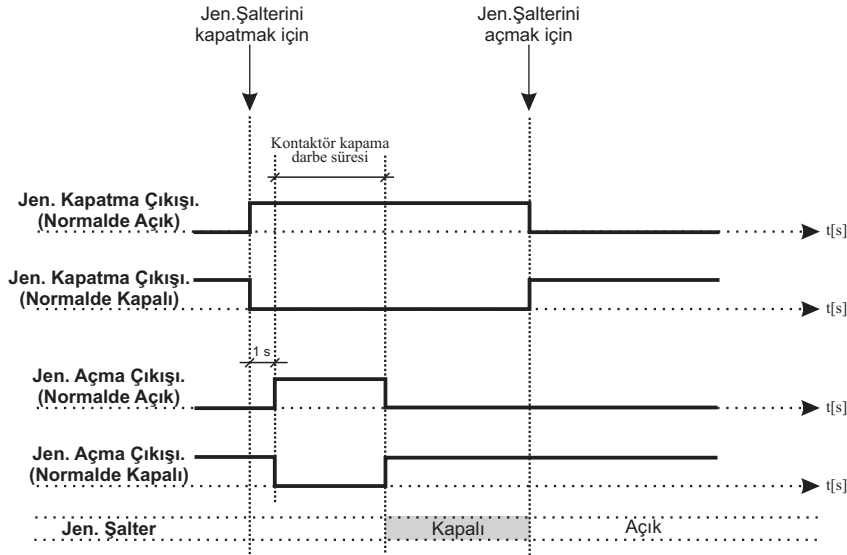 Jen.Şalterini
kapatmak için
Jen.Şalterini
açmak için
Kontaktör kapama
darbe süresi
Jen. Kapatma Çıkışı.
(Normalde Açık)
t[s]
Jen. Kapatma Çıkışı.
(Normalde Kapalı)
t[s]
1 s
Jen. Açma Çıkışı.
(Normalde Açık)
t[s]
Jen. Açma Çıkışı.
(Normalde Kapalı)
t[s]
Jen. Şalter
Kapalı
Açık